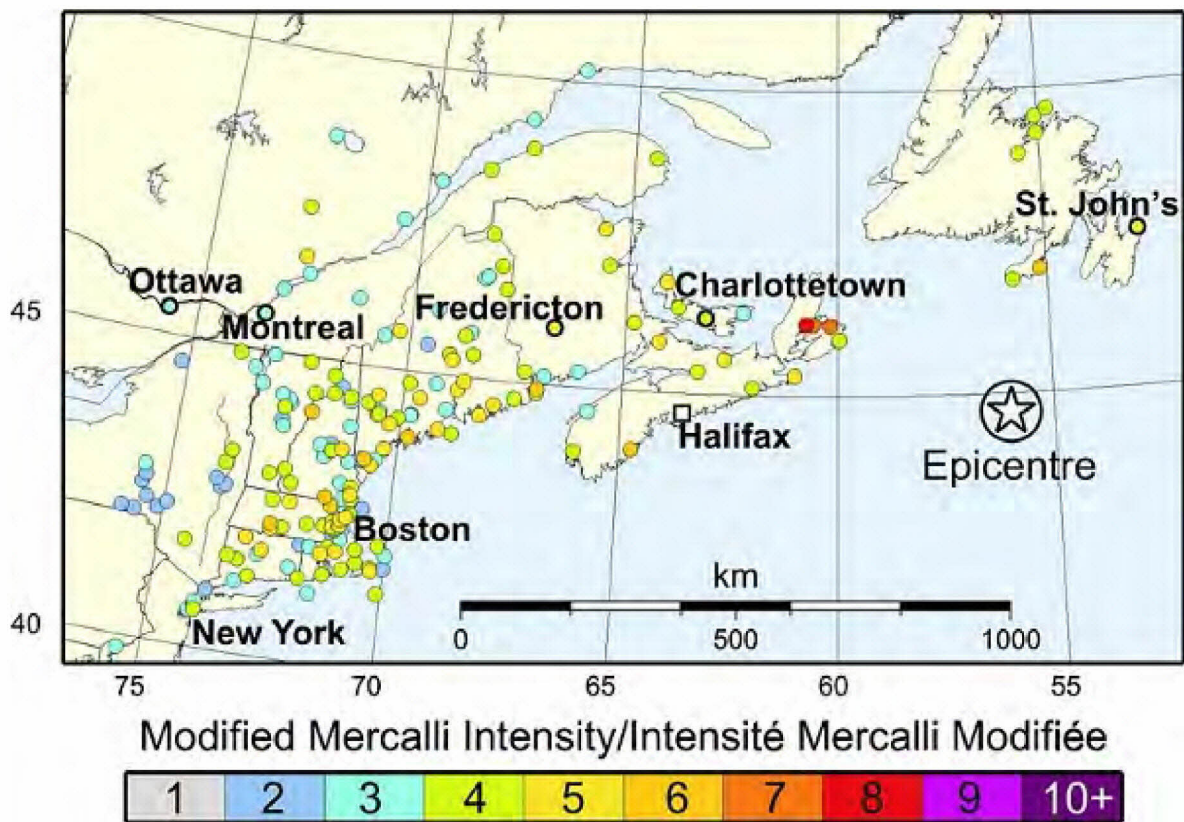 St. John's
Ottawa
Charlottetown
45
Montreal
Fredericton
Halifax
Epicentre
Boston
km
40
New York
0 500 1000
75 70 65 60 55
Modified Mercalli Intensity/Intensité Mercalli Modifiée
1 2 3 4 5 6 7 8 9 10+